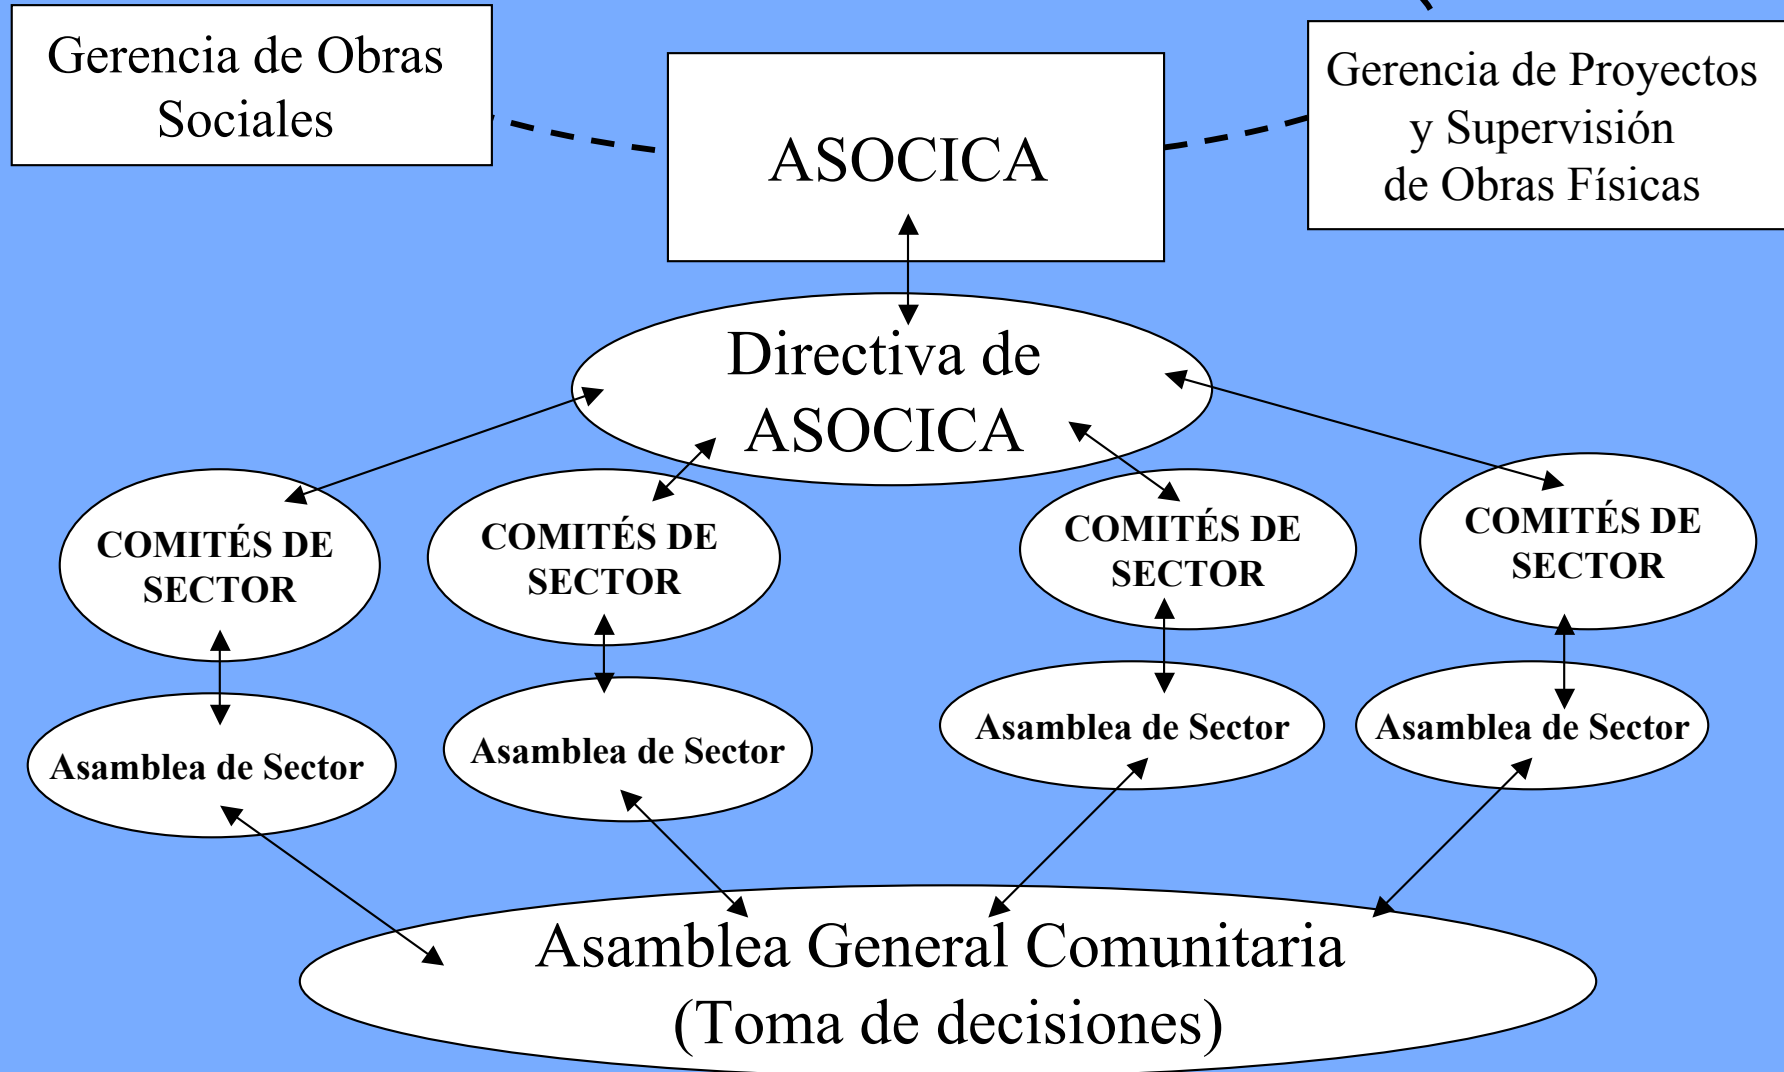 Gerencia de Obras
Sociales
ASOCICA
Gerencia de Proyectos
y Supervisión
de Obras Físicas
Directiva de
ASOCICA
COMITÉS DE
SECTOR
COMITÉS DE
SECTOR
COMITÉS DE
SECTOR
COMITÉS DE
SECTOR
Asamblea de Sector
Asamblea de Sector
Asamblea de Sector
Asamblea de Sector
Asamblea General Comunitaria
(Toma de decisiones)